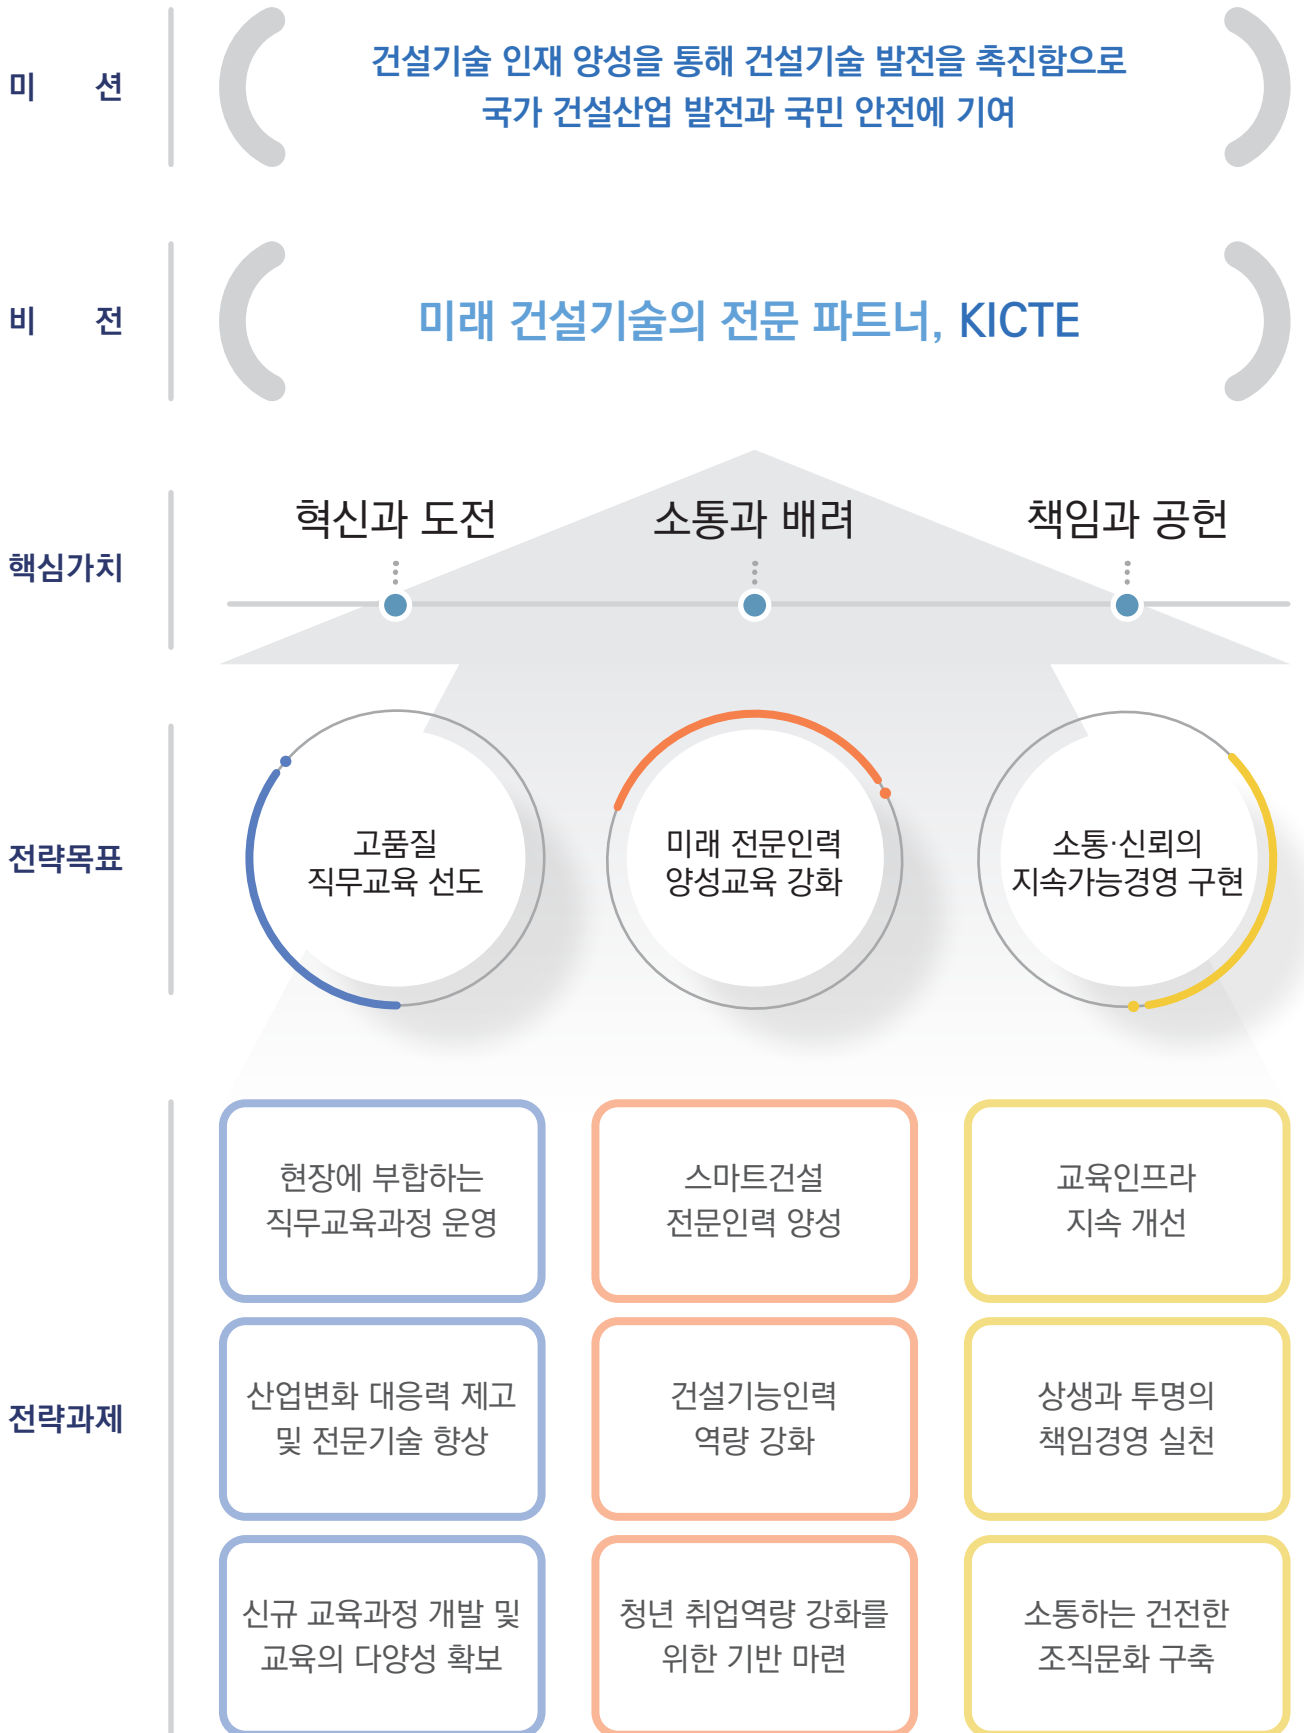 미 션
건설기술 인재 양성을 통해 건설기술 발전을 촉진함으로
국가 건설산업 발전과 국민 안전에 기여
비 전
미래 건설기술의 전문 파트너, KICTE
핵심가치
혁신과 도전
소통과 배려
책임과 공헌
전략목표
고품질
직무교육 선도
미래 전문인력
양성교육 강화
소통·신뢰의
지속가능경영 구현
전략과제
현장에 부합하는
직무교육과정 운영
스마트건설
전문인력 양성
교육인프라
지속 개선
산업변화 대응력 제고
및 전문기술 향상
건설기능인력
역량 강화
상생과 투명의
책임경영 실천
신규 교육과정 개발 및
교육의 다양성 확보
청년 취업역량 강화를
위한 기반 마련
소통하는 건전한
조직문화 구축